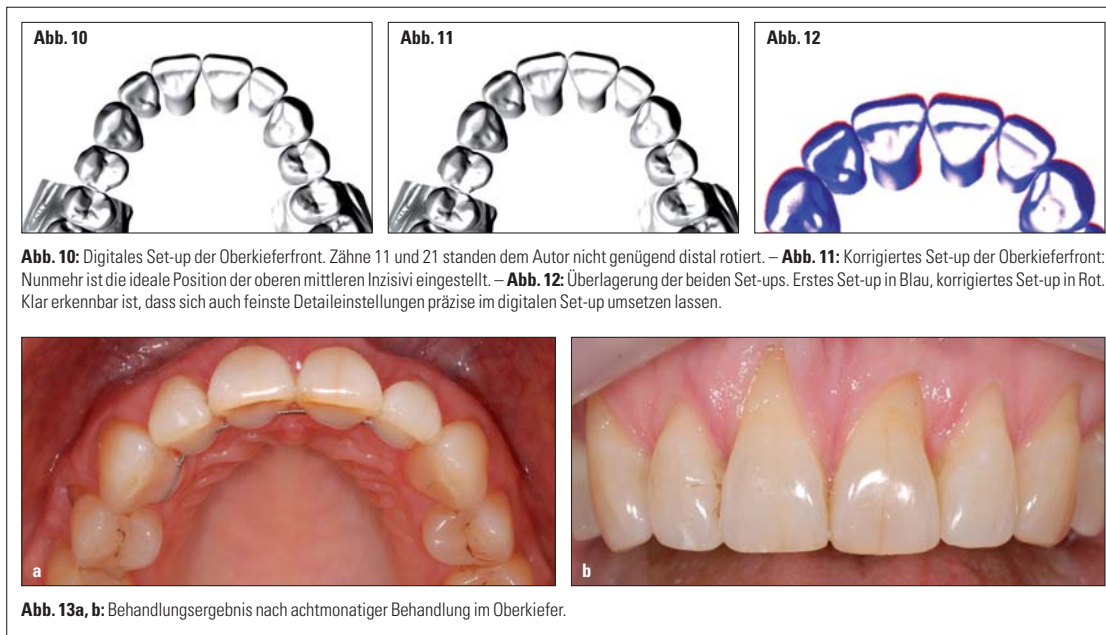 Abb. 10
Abb. 11
Abb. 12
Abb. 10: Digitales Set-up der Oberkieferfront. Zähne 11 und 21 standen dem Autor nicht genügend distal rotiert. – Abb. 11: Korrigiertes Set-up der Oberkieferfront:
Nunmehr ist die ideale Position der oberen mittleren Inzisivi eingestellt. – Abb. 12: Überlagerung der beiden Set-ups. Erstes Set-up in Blau, korrigiertes Set-up in Rot.
Klar erkennbar ist, dass sich auch feinste Detaileinstellungen präzise im digitalen Set-up umsetzen lassen.
a
b
Abb. 13a, b: Behandlungsergebnis nach achtmonatiger Behandlung im Oberkiefer.